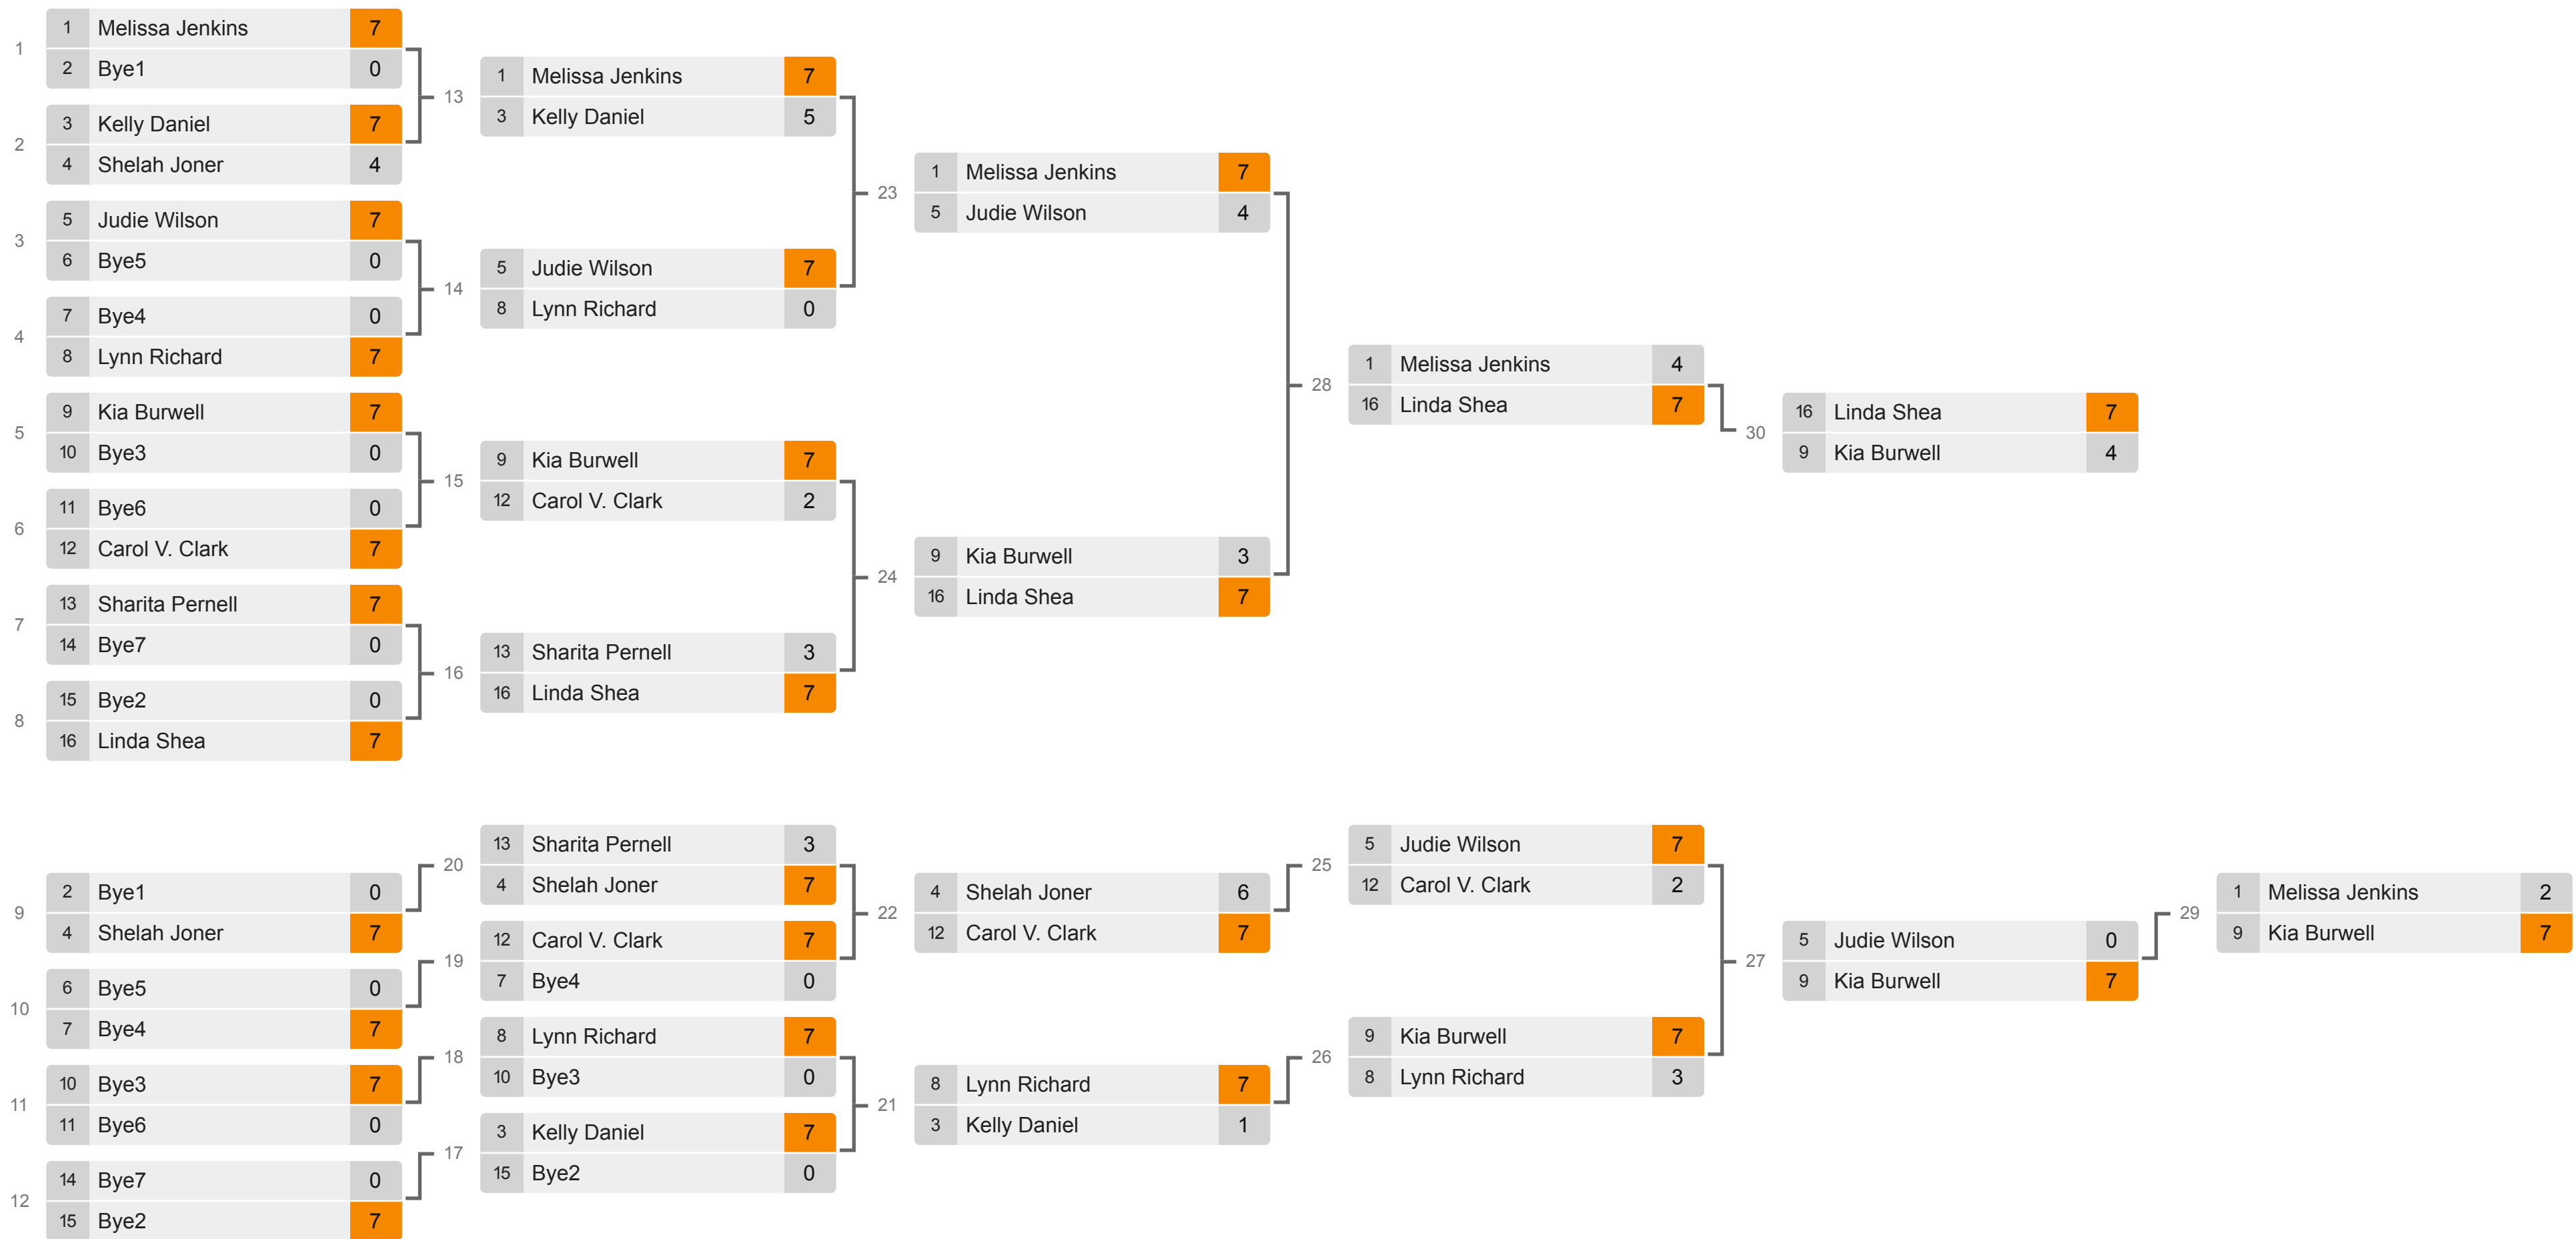 1 1 Melissa Jenkins 7
2 Bye1 0
2 3 Kelly Daniel 7
4 Shelah Joner 4
3 5 Judie Wilson 7
6 Bye5 0
4 7 Bye4 0
8 Lynn Richard 7
5 9 Kia Burwell 7
10 Bye3 0
6 11 Bye6 0
12 Carol V. Clark 7
7 13 Sharita Pernell 7
14 Bye7 0
8 15 Bye2 0
16 Linda Shea 7
13 1 Melissa Jenkins 7
3 Kelly Daniel 5
14 5 Judie Wilson 7
8 Lynn Richard 0
15 9 Kia Burwell 7
12 Carol V. Clark 2
16 13 Sharita Pernell 3
16 Linda Shea 7
23 1 Melissa Jenkins 7
5 Judie Wilson 4
24 9 Kia Burwell 3
16 Linda Shea 7
28 1 Melissa Jenkins 4
16 Linda Shea 7
30 16 Linda Shea 7
9 Kia Burwell 4
9 2 Bye1 0
4 Shelah Joner 7
10 6 Bye5 0
7 Bye4 7
11 10 Bye3 7
11 Bye6 0
12 14 Bye7 0
15 Bye2 7
20 13 Sharita Pernell 3
4 Shelah Joner 7
19 12 Carol V. Clark 7
7 Bye4 0
18 8 Lynn Richard 7
10 Bye3 0
17 3 Kelly Daniel 7
15 Bye2 0
22 4 Shelah Joner 6
12 Carol V. Clark 7
21 8 Lynn Richard 7
3 Kelly Daniel 1
25 5 Judie Wilson 7
12 Carol V. Clark 2
26 9 Kia Burwell 7
8 Lynn Richard 3
27 5 Judie Wilson 0
9 Kia Burwell 7
29 1 Melissa Jenkins 2
9 Kia Burwell 7